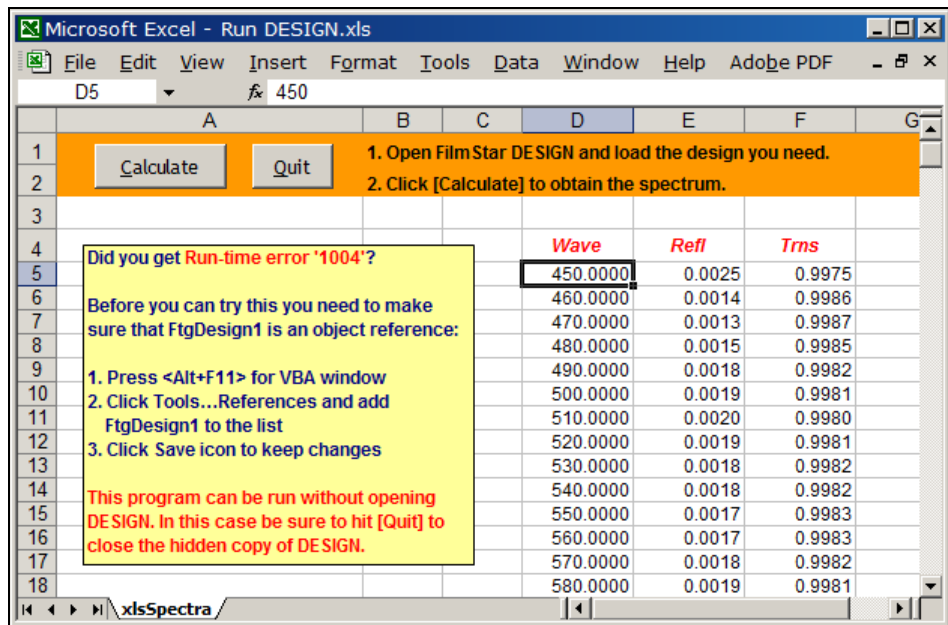 Microsoft Excel - Run DESIGN.xls
File Edit View Insert Format Tools Data Window Help Adobe PDF
D5 fx 450
A B C D E F G
1 Calculate Quit 1. Open FilmStar DESIGN and load the design you need.
2 2. Click [Calculate] to obtain the spectrum.
3
4 Wave Refl Trns
Did you get Run-time error '1004'?
5 450.0000 0.0025 0.9975
6 460.0000 0.0014 0.9986
Before you can try this you need to make
7 470.0000 0.0013 0.9987
sure that FtgDesign1 is an object reference:
8 480.0000 0.0015 0.9985
9 490.0000 0.0018 0.9982
1. Press <Alt+F11> for VBA window
10 500.0000 0.0019 0.9981
2. Click Tools...References and add
11 510.0000 0.0020 0.9980
FtgDesign1 to the list
12 520.0000 0.0019 0.9981
3. Click Save icon to keep changes
13 530.0000 0.0018 0.9982
14 540.0000 0.0018 0.9982
This program can be run without opening
15 550.0000 0.0017 0.9983
DESIGN. In this case be sure to hit [Quit] to
16 560.0000 0.0017 0.9983
close the hidden copy of DESIGN.
17 570.0000 0.0018 0.9982
18 580.0000 0.0019 0.9981
xlsSpectra